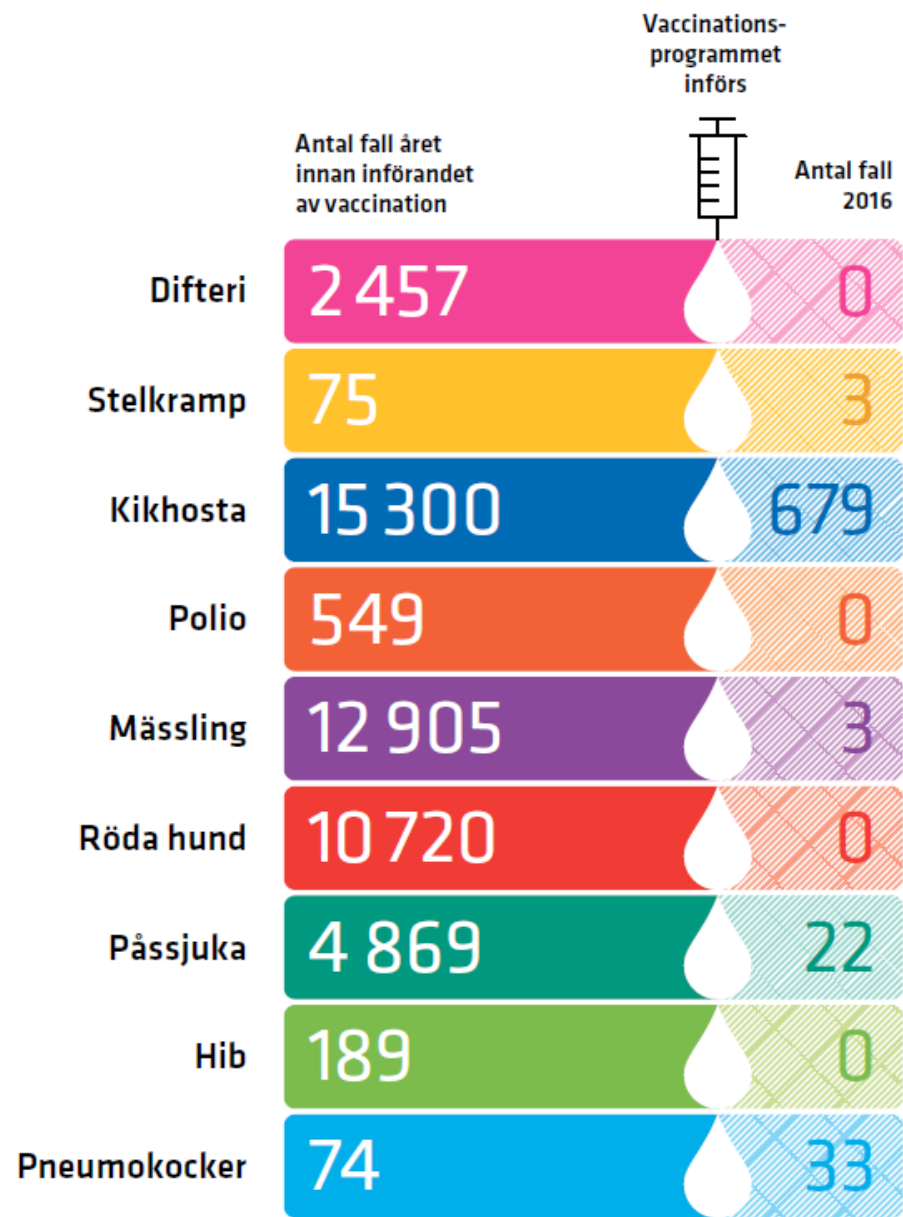 Vaccinations-
programmet
införs
Antal fall året
innan införandet
av vaccination
Antal fall
2016
Difteri 2 457 0
Stelkramp 75 3
Kikhosta 15 300 679
Polio 549 0
Mässling 12 905 3
Röda hund 10 720 0
Påssjuka 4 869 22
Hib 189 0
Pneumokocker 74 33